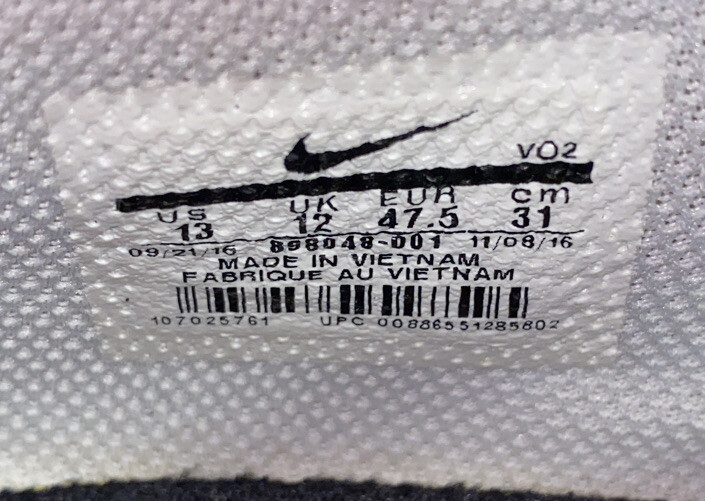 VO2
US UK EUR cm
13 12 47.5 31
09/21/16 898048-001 11/08/16
MADE IN VIETNAM
FABRIQUE AU VIETNAM
107025761 UPC 00886551285802